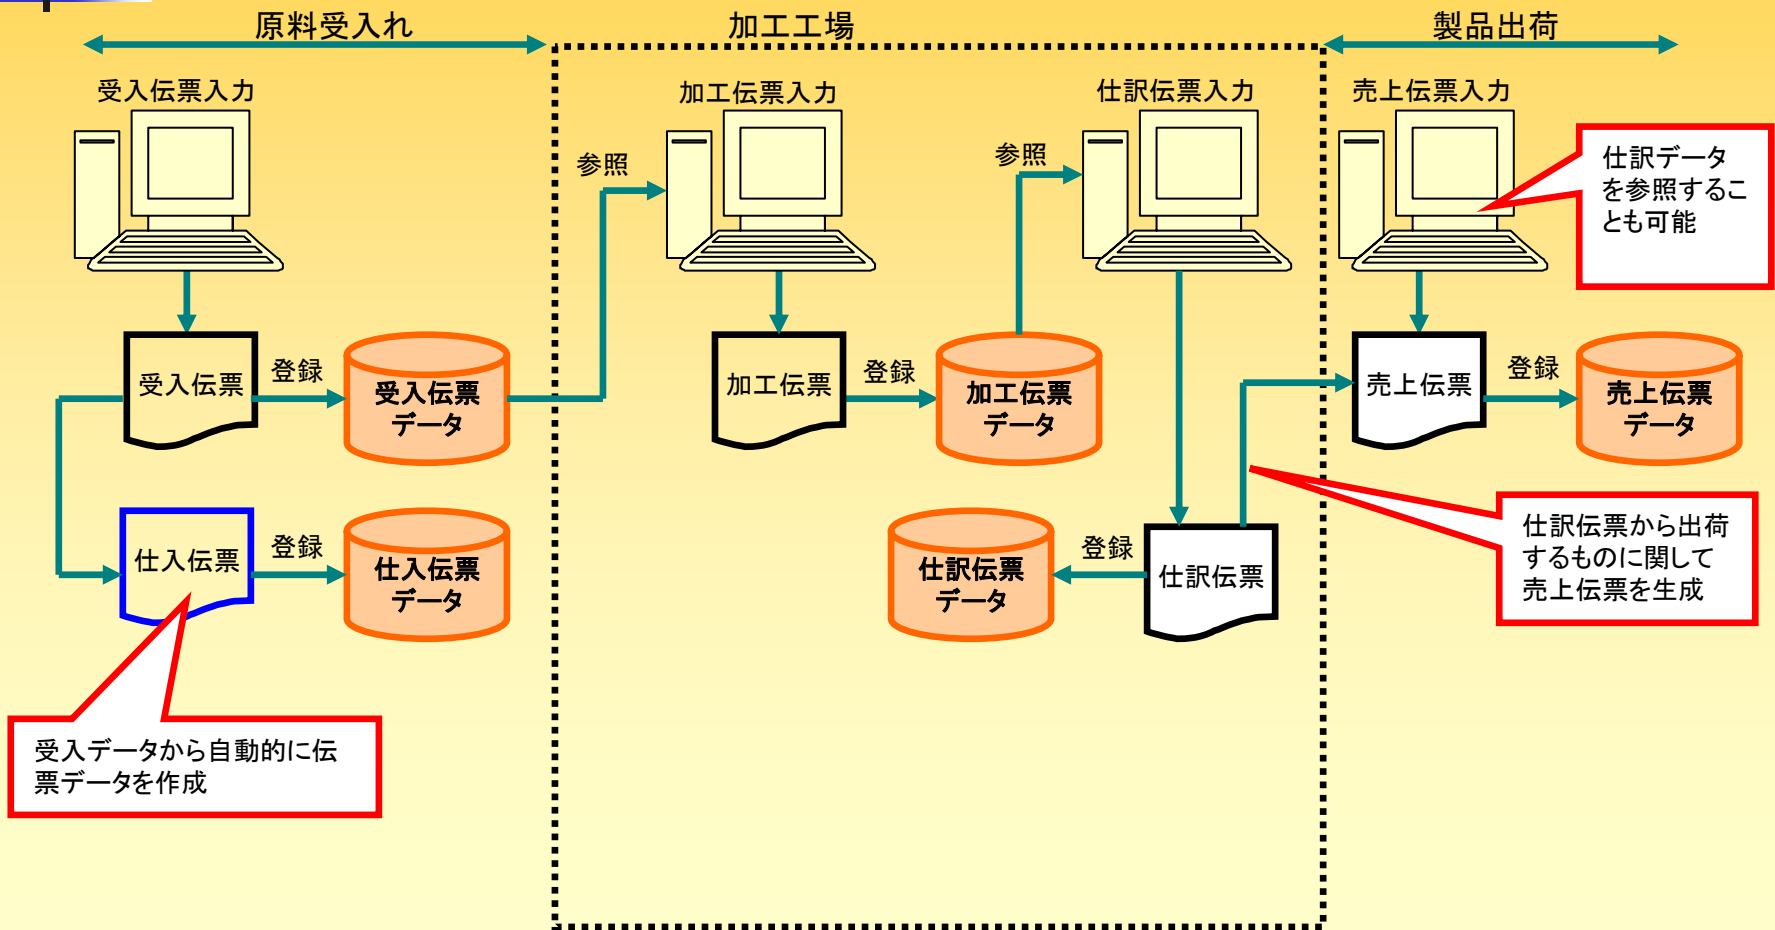 原料受入れ
加工工場
製品出荷
受入伝票入力
加工伝票入力
仕訳伝票入力
売上伝票入力
参照
参照
仕訳データ
を参照するこ
とも可能
受入伝票
登録
受入伝票
データ
加工伝票
登録
加工伝票
データ
売上伝票
登録
売上伝票
データ
仕入伝票
登録
仕入伝票
データ
仕訳伝票
データ
登録
仕訳伝票
仕訳伝票から出荷
するものに関して
売上伝票を生成
受入データから自動的に伝
票データを作成